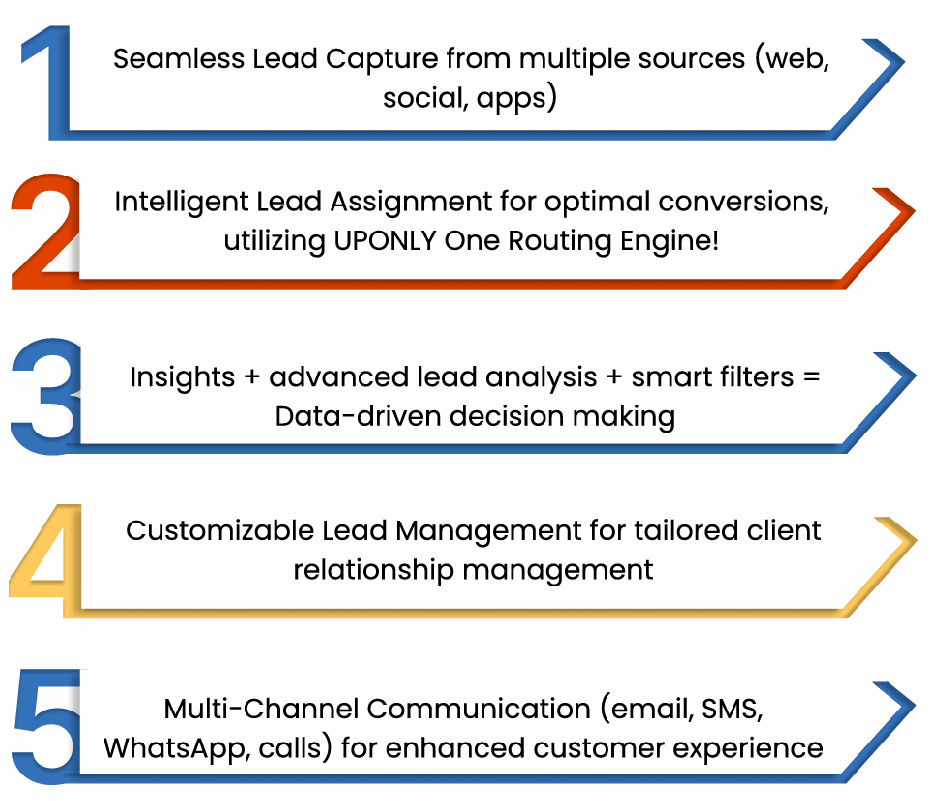 1
Seamless Lead Capture from multiple sources (web,
social, apps)
2
Intelligent Lead Assignment for optimal conversions,
utilizing UPONLY One Routing Engine!
3
Insights + advanced lead analysis + smart filters =
Data-driven decision making
4
Customizable Lead Management for tailored client
relationship management
5
Multi-Channel Communication (email, SMS,
WhatsApp, calls) for enhanced customer experience